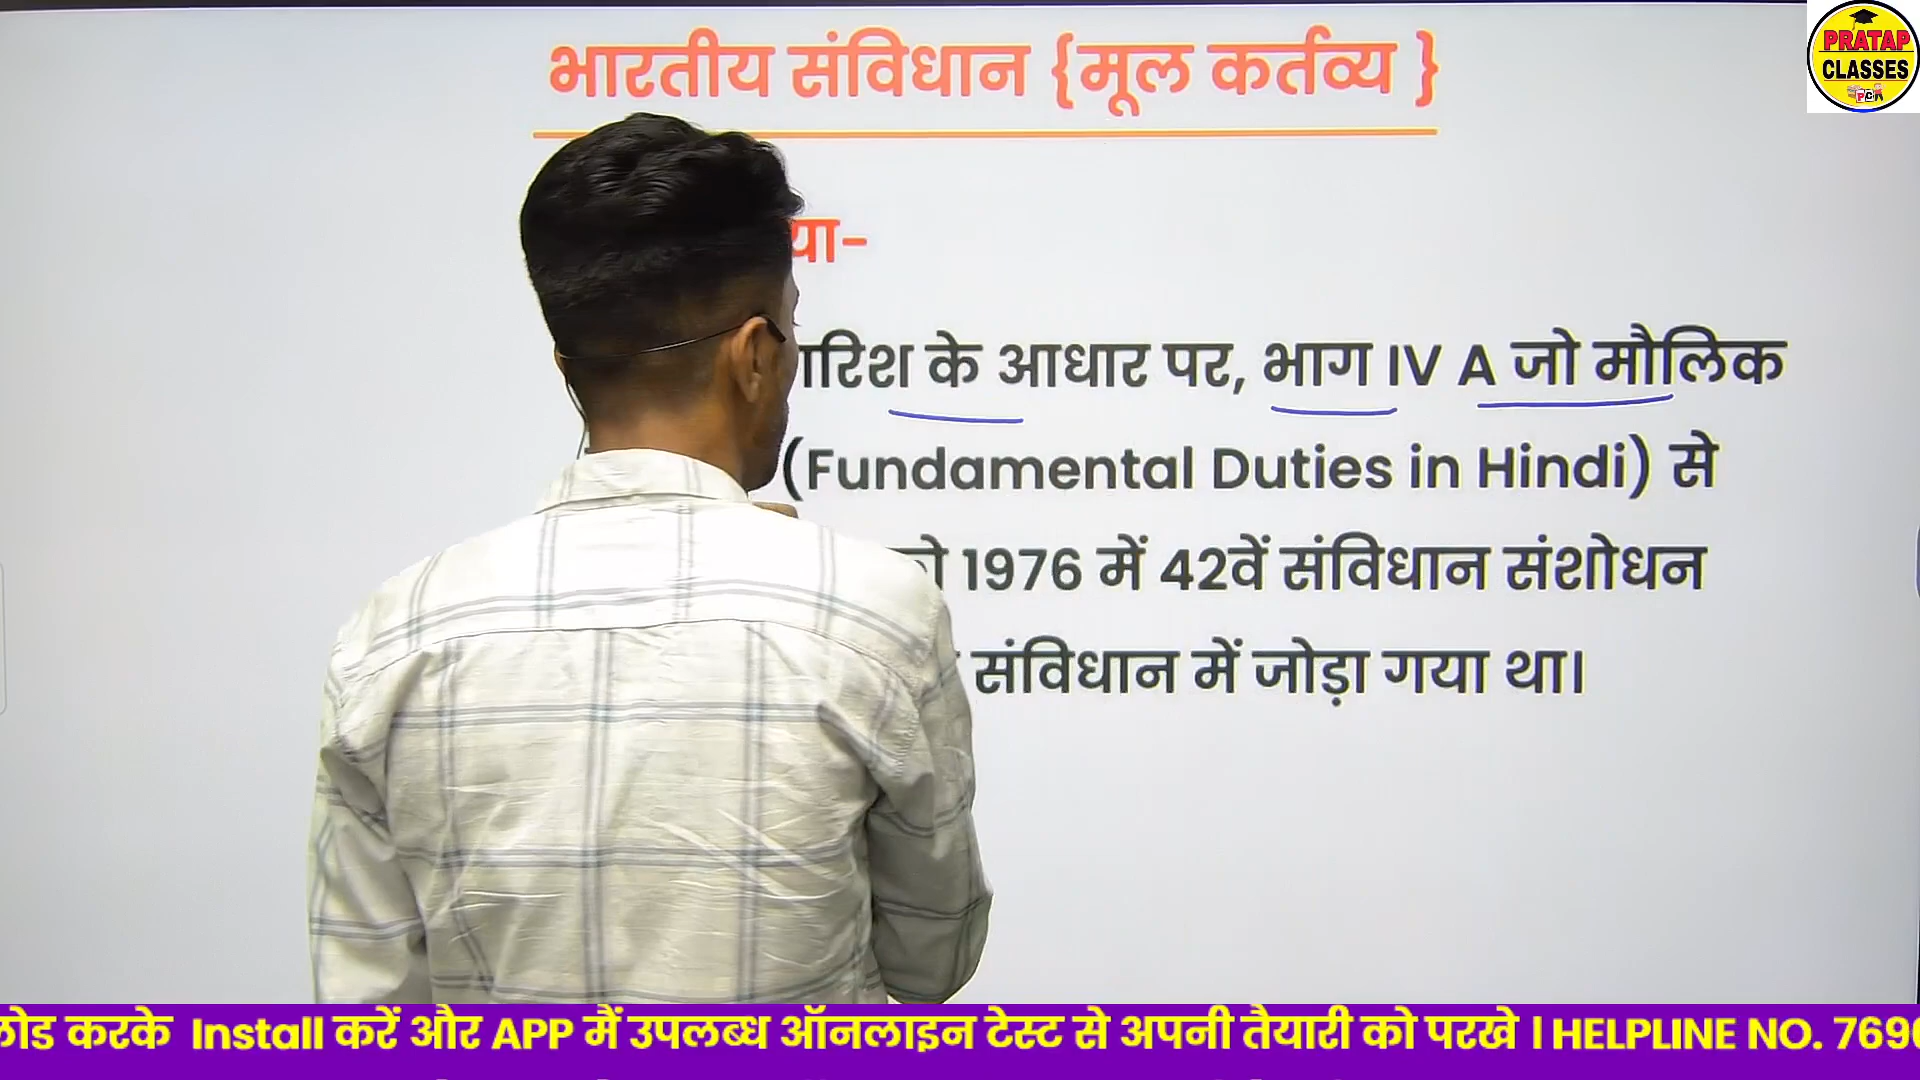 भारतीय संविधान {मूल कर्तव्य }
PRATAP
CLASSES
के आधार पर, भाग IV A जो मौलिक
(Fundamental Duties in Hindi) से
1976 में 42वें संविधान संशोधन
संविधान में जोड़ा गया था।
करके Install करें और APP मैं उपलब्ध ऑनलाइन टेस्ट से अपनी तैयारी को परखे । HELPLINE NO.